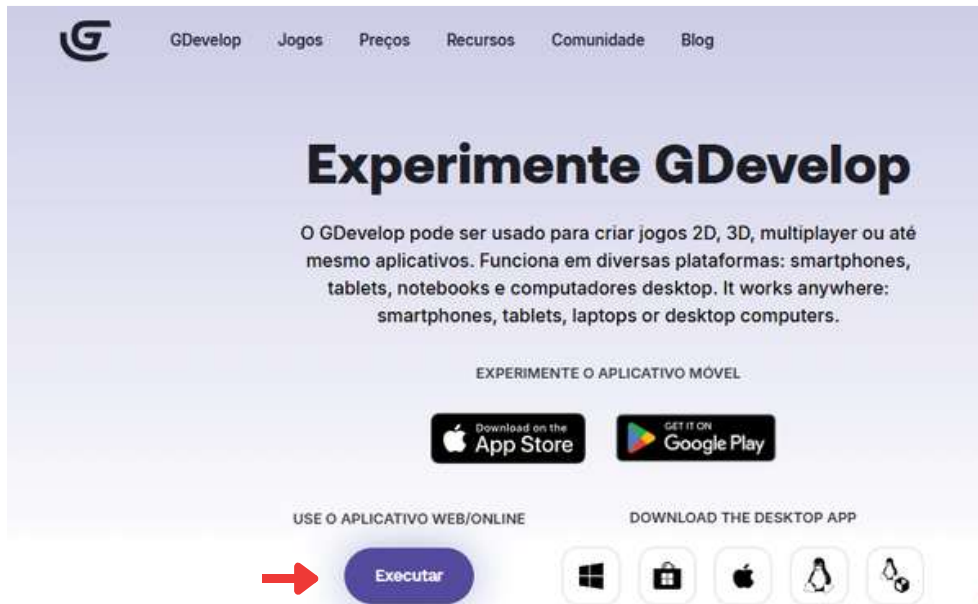 GDevelop Jogos Preços Recursos Comunidade Blog
Experimente GDevelop
O GDevelop pode ser usado para criar jogos 2D, 3D, multiplayer ou até
mesmo aplicativos. Funciona em diversas plataformas: smartphones,
tablets, notebooks e computadores desktop. It works anywhere:
smartphones, tablets, laptops or desktop computers.
EXPERIMENTE O APLICATIVO MÓVEL
Download on the
App Store
GET IT ON
Google Play
USE O APLICATIVO WEB/ONLINE
DOWNLOAD THE DESKTOP APP
Executar